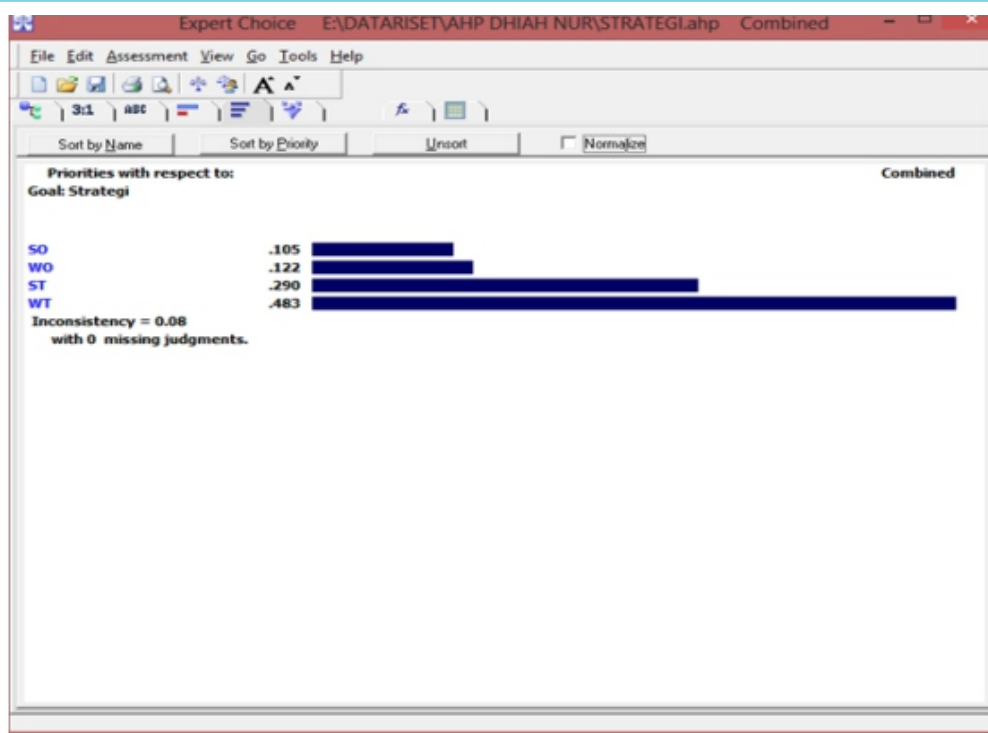 Expert Choice E:\DATARISET\AHP DHIAH NUR\STRATEGI.ahp Combined
File Edit Assessment View Go Tools Help
A A
3:1 ABC fx
Sort by Name Sort by Priority Unsort Normalize
Priorities with respect to: Combined
Goal: Strategi
SO .105
WO .122
ST .290
WT .483
Inconsistency = 0.08
with 0 missing judgments.